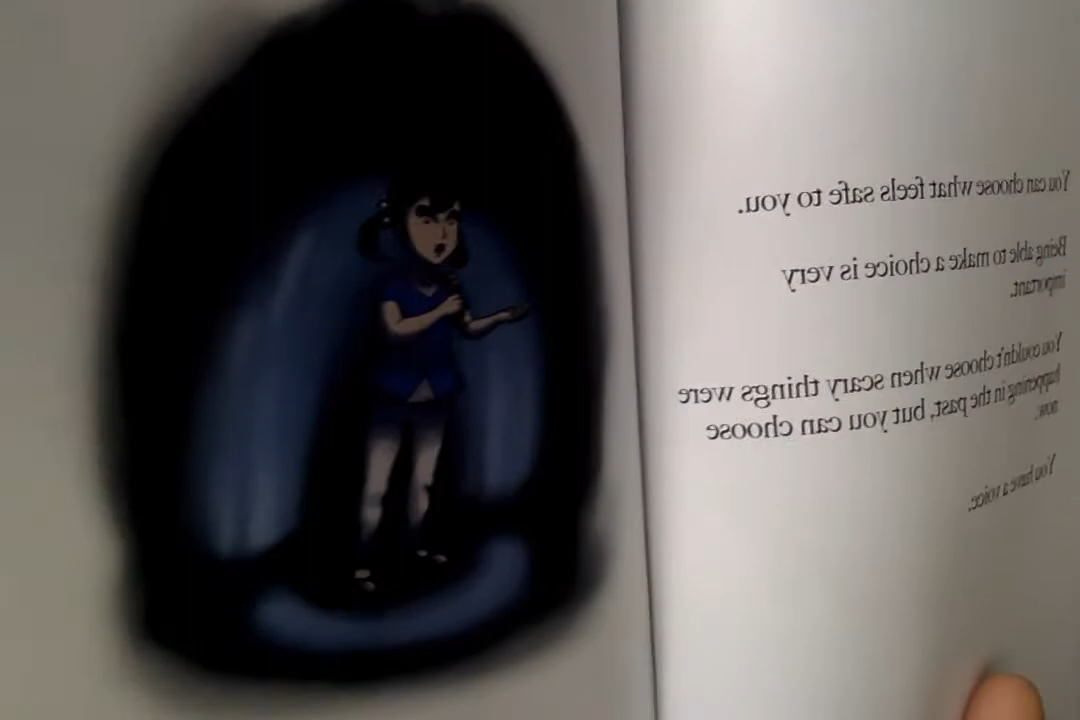 You can choose what feels safe to you.
Being able to make a choice is very
important.
You couldn't choose when scary things were
happening in the past, but you can choose
now.
You have a voice.